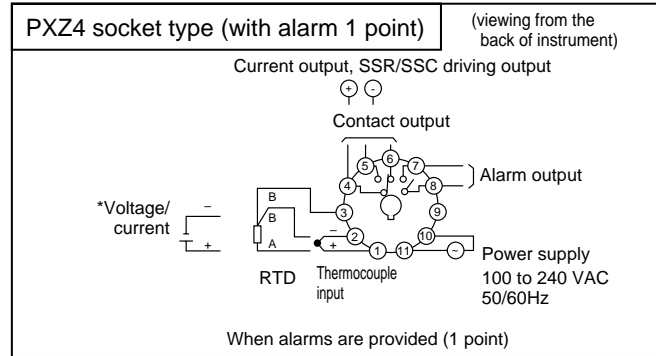 PXZ4 socket type (with alarm 1 point)
(viewing from the
back of instrument)
Current output, SSR/SSC driving output
+ -
Contact output
5 6 7
4 8
Alarm output
3 9
2 10
1 11
*Voltage/
current
–
+
B
B
A
–
+
~
RTD
Thermocouple
input
Power supply
100 to 240 VAC
50/60Hz
When alarms are provided (1 point)